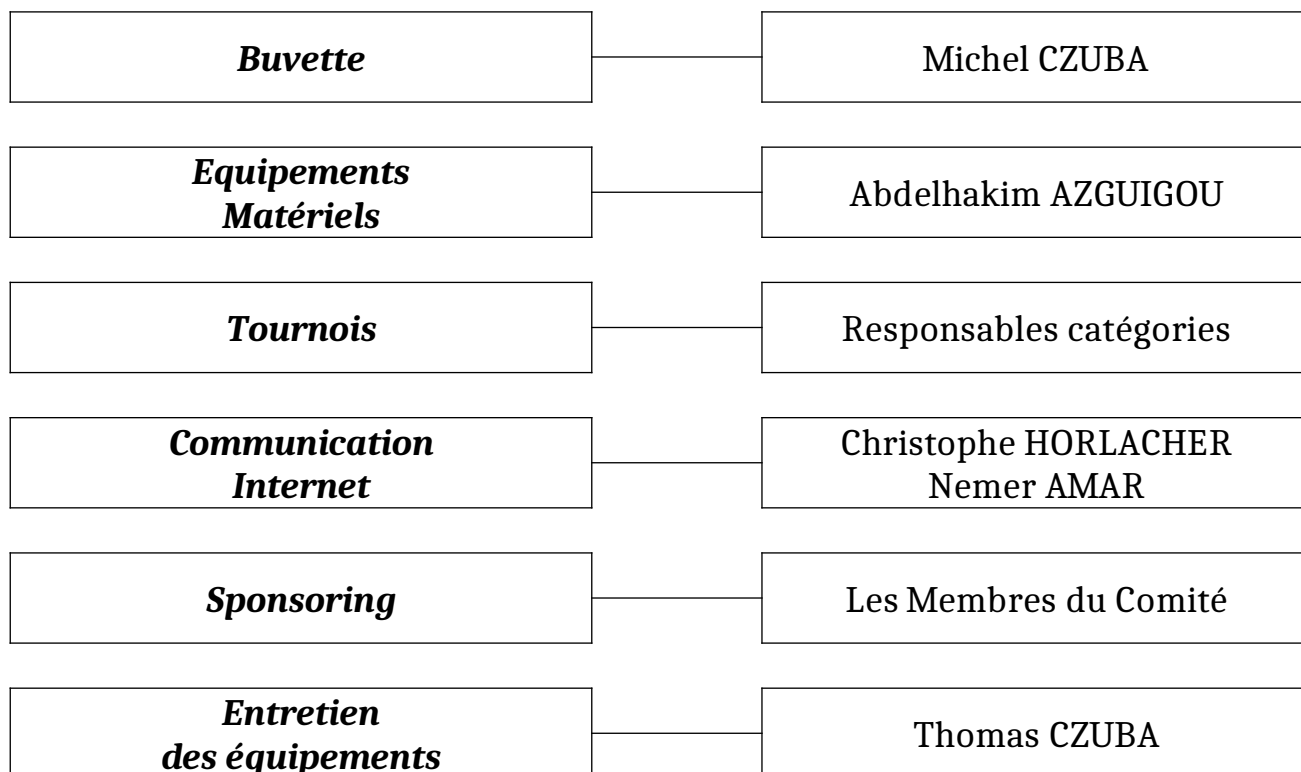 Buvette
Michel CZUBA
Equipements
Matériels
Abdelhakim AZGUIGOU
Tournois
Responsables catégories
Communication
Internet
Christophe HORLACHER
Nemer AMAR
Sponsoring
Les Membres du Comité
Entretien
des équipements
Thomas CZUBA